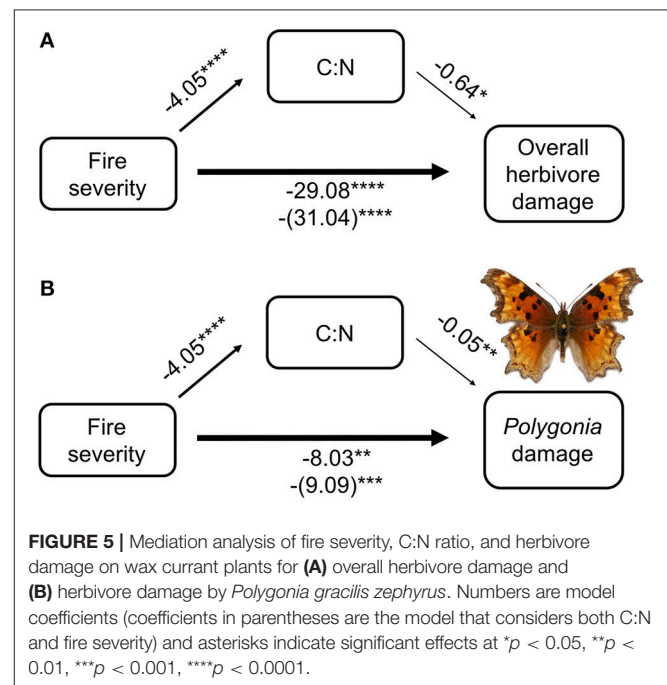 A
C:N
-4.05****
-0.64*
Fire
severity
Overall
herbivore
damage
-29.08****
-(31.04)****
B
C:N
-4.05****
-0.05**
Fire
severity
Polygonia
damage
-8.03**
-(9.09)***
FIGURE 5 | Mediation analysis of fire severity, C:N ratio, and herbivore
damage on wax currant plants for (A) overall herbivore damage and
(B) herbivore damage by Polygonia gracilis zephyrus. Numbers are model
coefficients (coefficients in parentheses are the model that considers both C:N
and fire severity) and asterisks indicate significant effects at *p < 0.05, **p <
0.01, ***p < 0.001, ****p < 0.0001.